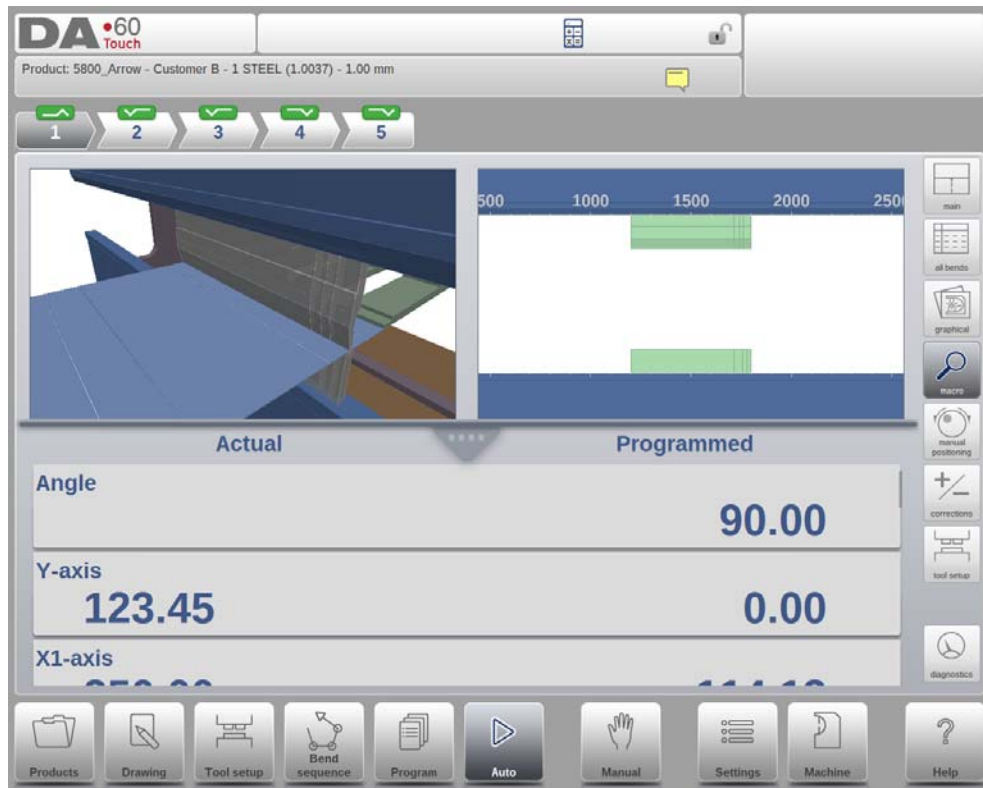 DA•60
Touch
Product: 5800_Arrow - Customer B - 1 STEEL (1.0037) - 1.00 mm
1 2 3 4 5
500 1000 1500 2000 250
main
all bends
graphical
macro
manual
positioning
corrections
tool setup
diagnostics
Actual Programmed
Angle
90.00
Y-axis
123.45 0.00
X1-axis
Products Drawing Tool setup Bend
sequence Program Auto Manual Settings Machine Help